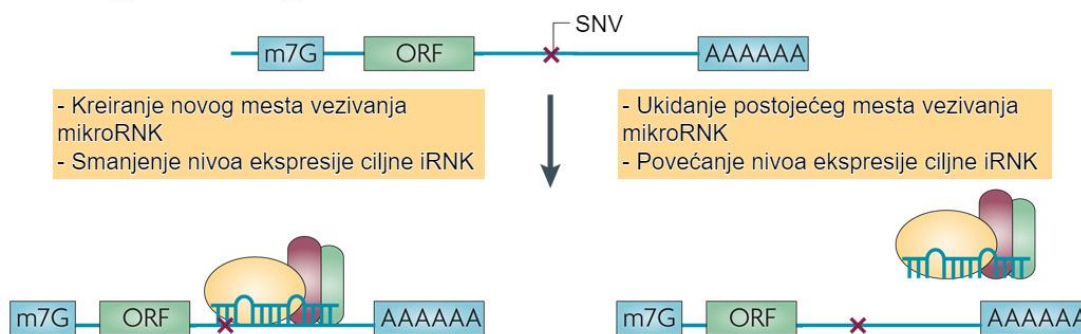 SNV
m7G ORF AAAAAA
- Kreiranje novog mesta vezivanja
mikroRNK
- Smanjenje nivoa ekspresije ciljne iRNK
- Ukidanje postojećeg mesta vezivanja
mikroRNK
- Povećanje nivoa ekspresije ciljne iRNK
m7G ORF AAAAAA
m7G ORF AAAAAA